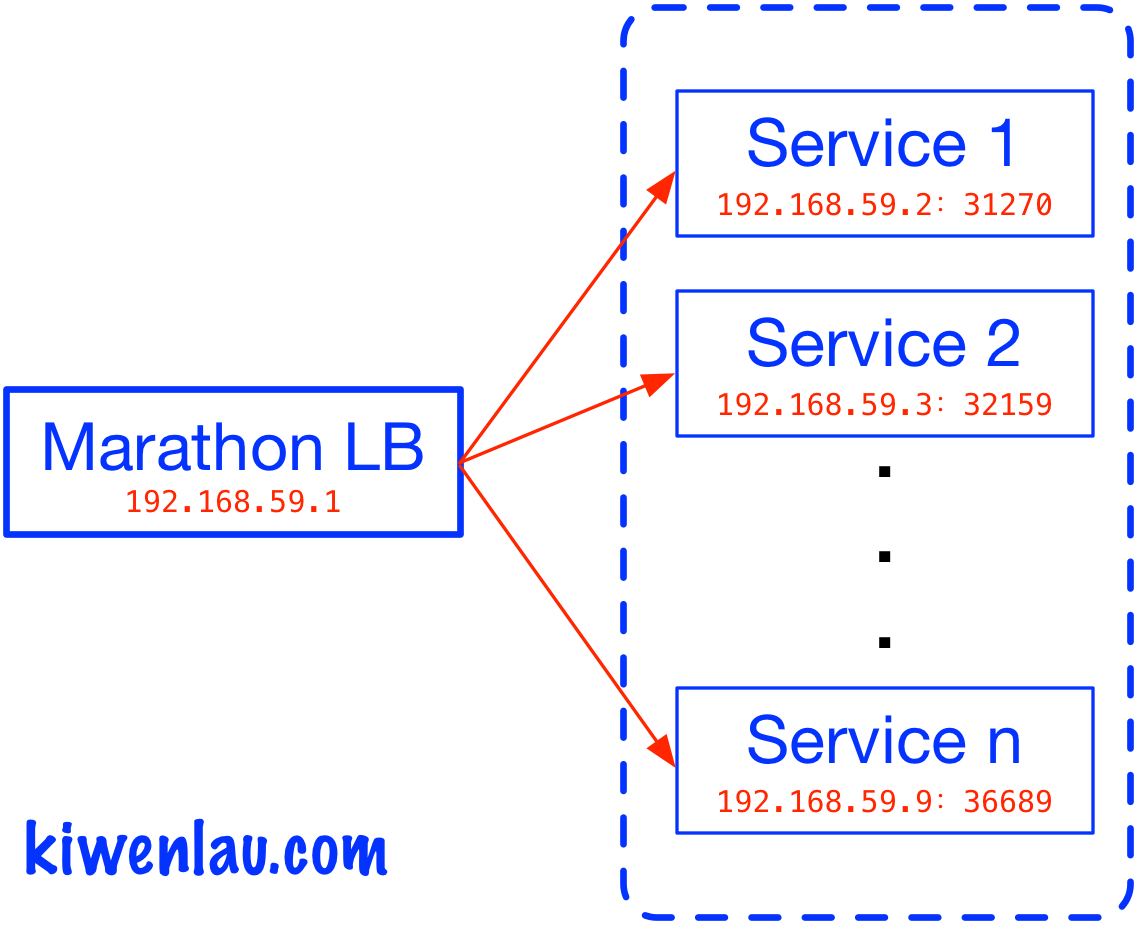 Service 1
192.168.59.2: 31270
Service 2
192.168.59.3: 32159
Marathon LB
192.168.59.1
Service n
192.168.59.9: 36689
kiwenlau.com